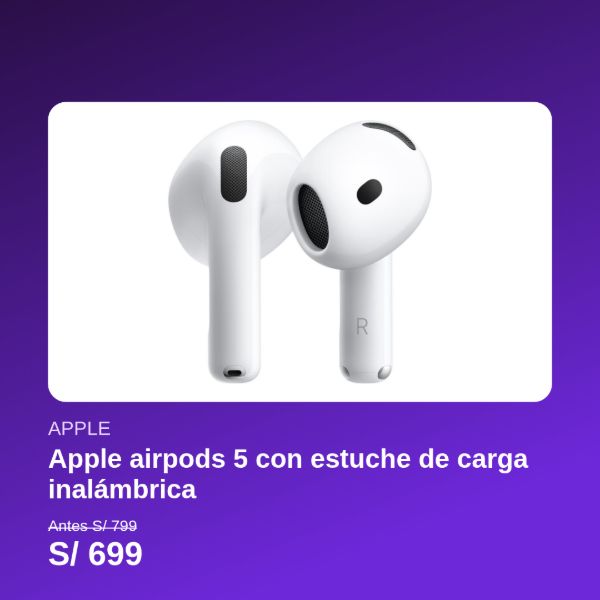 R
APPLE
Apple airpods 5 con estuche de carga
inalámbrica
Antes S/ 799
S/ 699